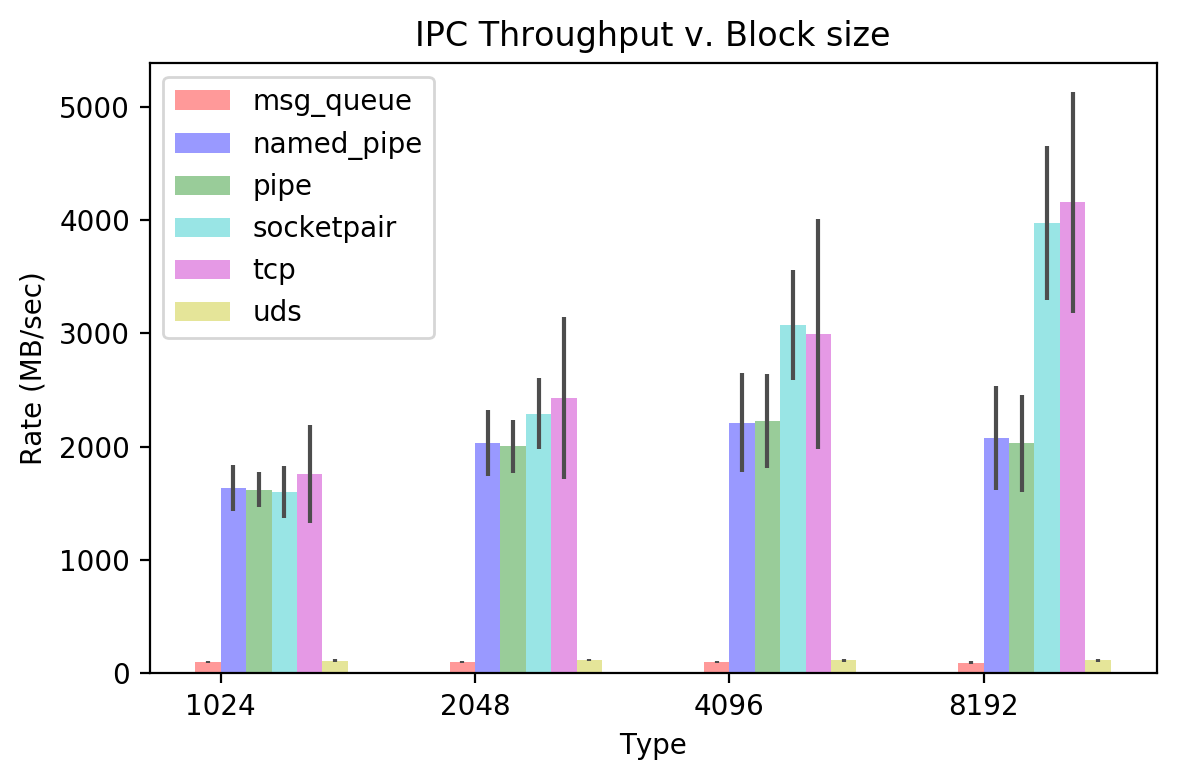 IPC Throughput v. Block size
msg_queue
named_pipe
pipe
socketpair
tcp
uds
Rate (MB/sec)
5000
4000
3000
2000
1000
0
1024 2048 4096 8192
Type